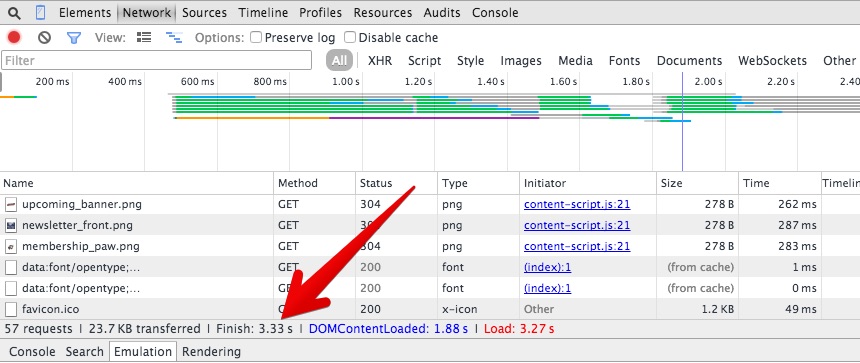 Elements Network Sources Timeline Profiles Resources Audits Console
View: Options: Preserve log Disable cache
Filter All XHR Script Style Images Media Fonts Documents WebSockets Other
200 ms 400 ms 600 ms 800 ms 1.00 s 1.20 s 1.40 s 1.60 s 1.80 s 2.00 s 2.20 s 2.40
Name Method Status Type Initiator Size Time Timelin
upcoming_banner.png GET 304 png content-script.js:21 278 B 262 ms
newsletter_front.png GET png content-script.js:21 278 B 287 ms
membership_paw.png GET 304 png content-script.js:21 278 B 283 ms
data:font/opentype;... GET 200 font (index):1 (from cache) 1 ms
data:font/opentype;... 200 font (index):1 (from cache) 0 ms
favicon.ico 200 x-icon Other 1.2 KB 49 ms
57 requests | 23.7 KB transferred | Finish: 3.33 s | DOMContentLoaded: 1.88 s | Load: 3.27 s
Console Search Emulation Rendering